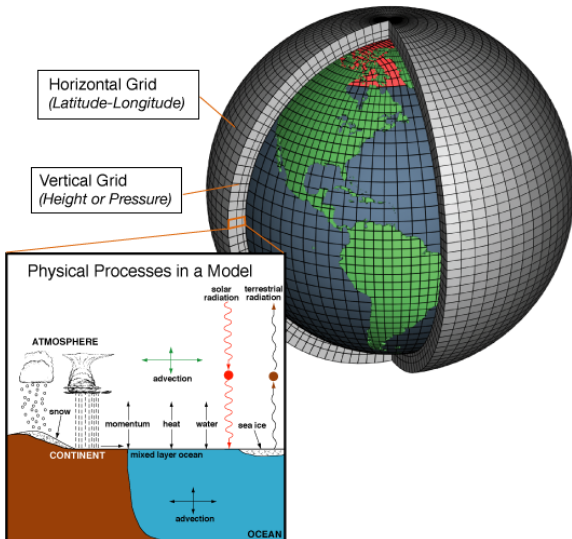 Horizontal Grid
(Latitude-Longitude)
Vertical Grid
(Height or Pressure)
Physical Processes in a Model
solar
radiation
terrestrial
radiation
ATMOSPHERE
advection
snow
momentum
heat
water
sea ice
CONTINENT
mixed layer ocean
advection
OCEAN